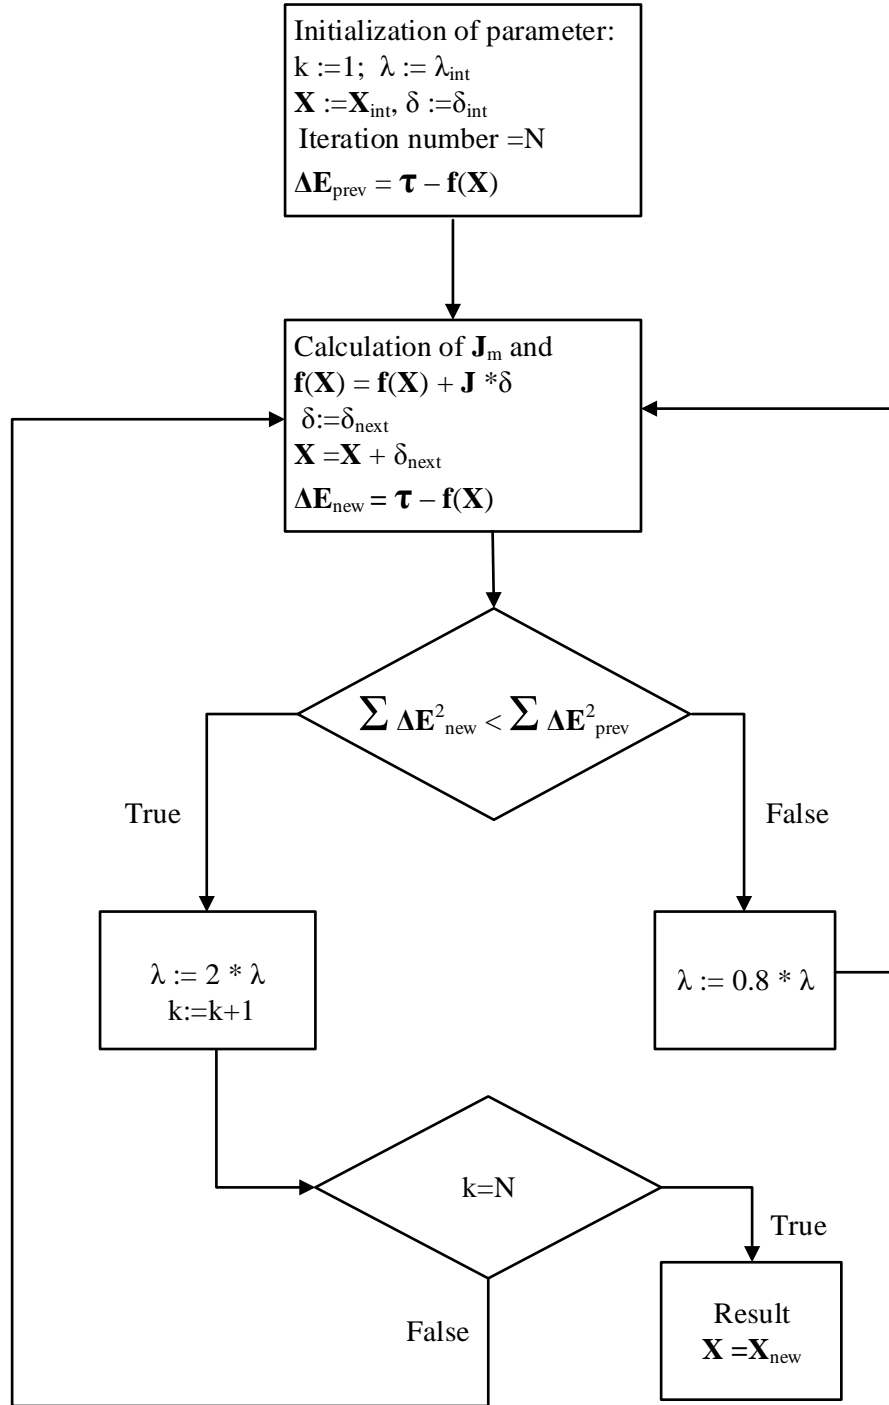 Initialization of parameter:
k :=1; λ := λint
X :=Xint, δ :=δint
Iteration number =N
ΔEprev = τ – f(X)
Calculation of Jm and
f(X) = f(X) + J *δ
δ:=δnext
X =X + δnext
ΔEnew = τ – f(X)
∑ ΔE²new < ∑ ΔE²prev
True
False
λ := 2 * λ
k:=k+1
λ := 0.8 * λ
k=N
True
False
Result
X =Xnew